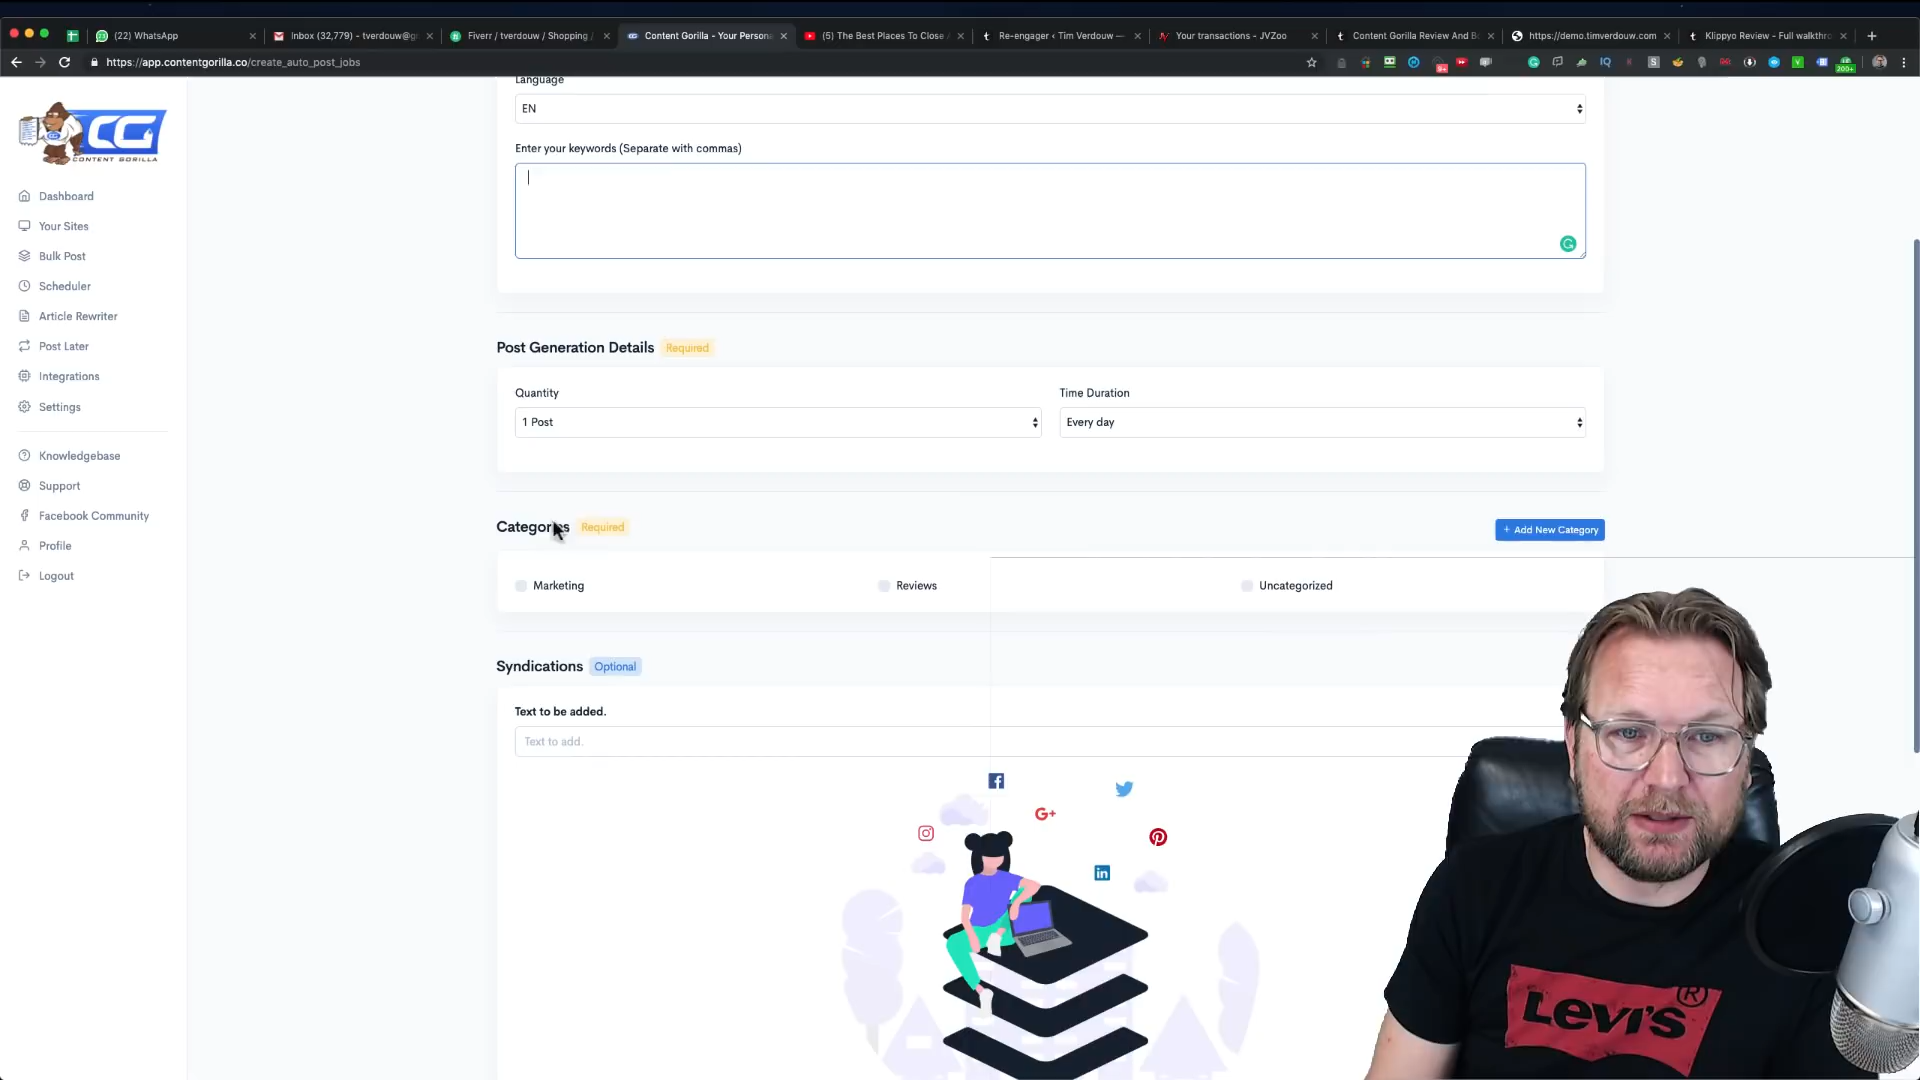 (22) WhatsApp
Inbox (32,779) - tverdouw@g
Fiverr / tverdouw / Shopping /
Content Gorilla - Your Persona
(5) The Best Places To Close
Re-engager ‹ Tim Verdouw —
Your transactions - JVZoo
Content Gorilla Review And B
https://demo.timverdouw.com
Klippyo Review - Full walkthro
https://app.contentgorilla.co/create_auto_post_jobs
200+
CG
CONTENT GORILLA
Dashboard
Your Sites
Bulk Post
Scheduler
Article Rewriter
Post Later
Integrations
Settings
Knowledgebase
Support
Facebook Community
Profile
Logout
Language
EN
Enter your keywords (Separate with commas)
Post Generation Details Required
Quantity
Time Duration
1 Post
Every day
Categories Required
+ Add New Category
Marketing
Reviews
Uncategorized
Syndications Optional
Text to be added.
Text to add.
Levi's ®